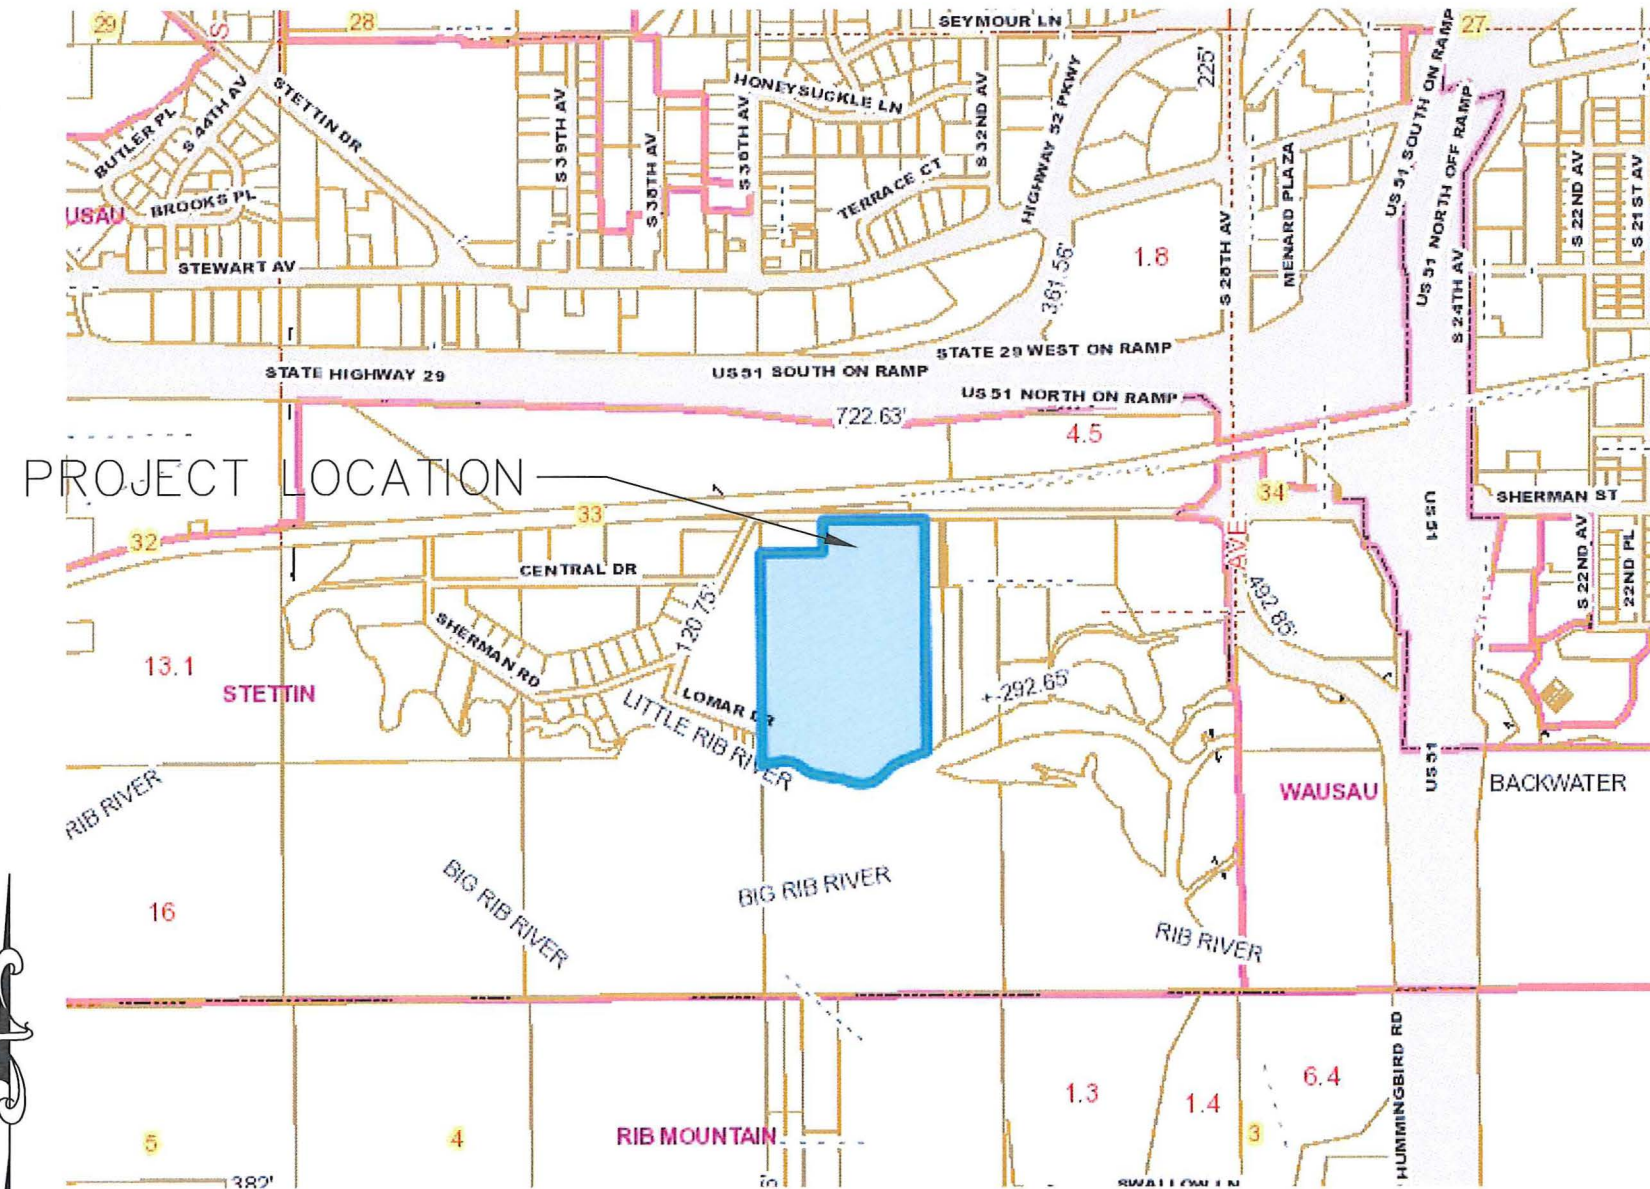 SEYMOUR LN
29
28
27
S
HONEYSUCKLE LN
225'
BUTLER PL
S 44TH AV
STETTIN DR
S 39TH AV
S 38TH AV
S 36TH AV
S 32ND AV
HIGHWAY 52 PKWY
MENARD PLAZA
US 51 SOUTH ON RAMP
US 51 NORTH OFF RAMP
S 22ND AV
S 21ST AV
BROOKS PL
USAU
TERRACE CT
STEWART AV
361.56'
1.8
S 28TH AV
S 24TH AV
STATE 29 WEST ON RAMP
STATE HIGHWAY 29
US 51 SOUTH ON RAMP
US 51 NORTH ON RAMP
722.63'
4.5
PROJECT LOCATION
34
SHERMAN ST
US 51
33
32
AVE
CENTRAL DR
S 22ND AV
22ND PL
120.75'
492.85'
SHERMAN RD
13.1
STETTIN
LOMAR DR
+-292.65'
LITTLE RIB RIVER
RIB RIVER
WAUSAU
US 51
BACKWATER
BIG RIB RIVER
BIG RIB RIVER
16
RIB RIVER
HUMMINGBIRD RD
1.3
1.4
6.4
5
4
RIB MOUNTAIN
3
382'
SWALLOW LN